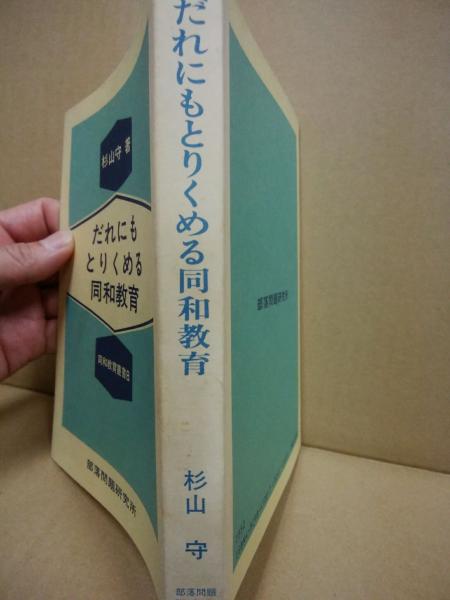 杉山守 著
だれにも
とりくめる
同和教育
同和教育叢書8
部落問題研究所
だれにもとりくめる同和教育
杉山 守
部落問題
部落問題研究所